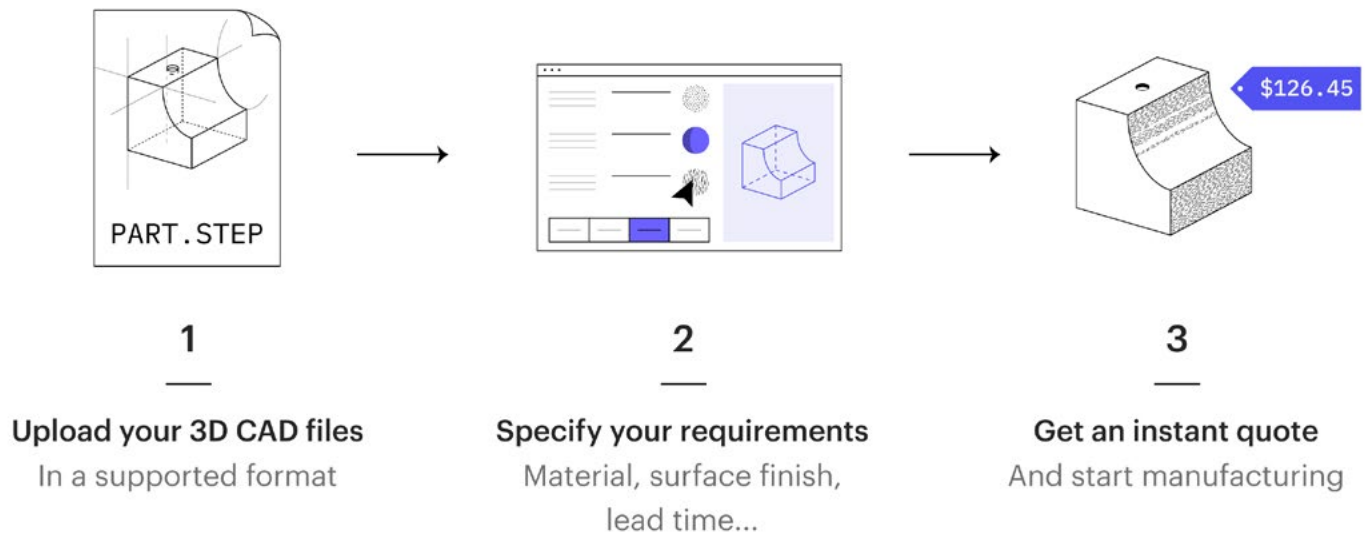 PART.STEP
$126.45
1
2
3
Upload your 3D CAD files
In a supported format
Specify your requirements
Material, surface finish,
lead time...
Get an instant quote
And start manufacturing